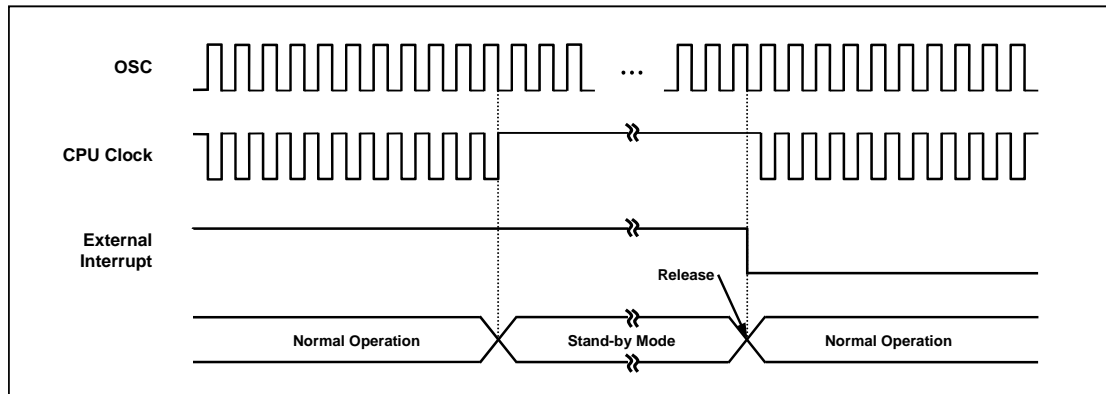 OSC
...
CPU Clock
External
Interrupt
Release
Normal Operation
Stand-by Mode
Normal Operation